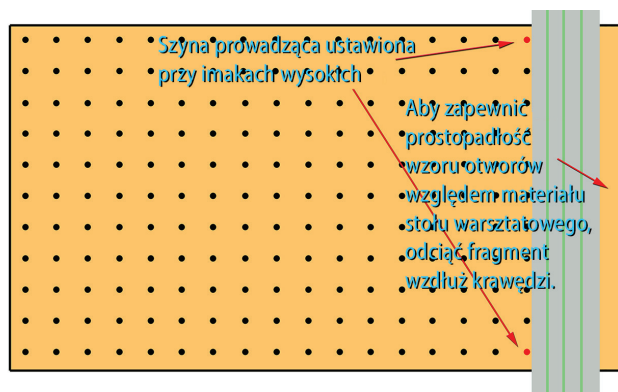 Szyna prowadząca ustawiona
przy imakach wysokich
Aby zapewnić
prostopadłość
wzoru otworów
względem materiału
stołu warsztatowego,
odciąć fragment
wzdłuż krawędzi.